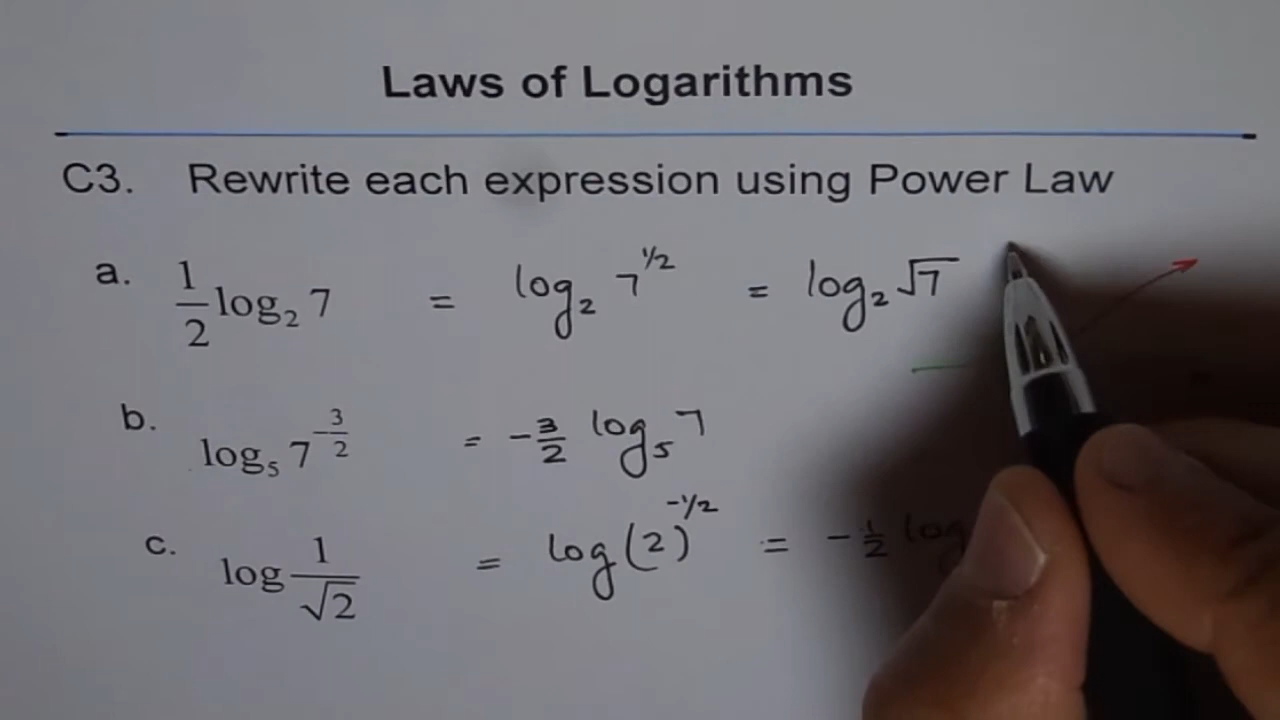 Laws of Logarithms
C3. Rewrite each expression using Power Law
a. 1/2 log₂ 7 = log₂ 7^1/2 = log₂ √7
b. log₅ 7^-3/2 = -3/2 log₅ 7
c. log 1/√2 = log (2)^-1/2 = -1/2 log